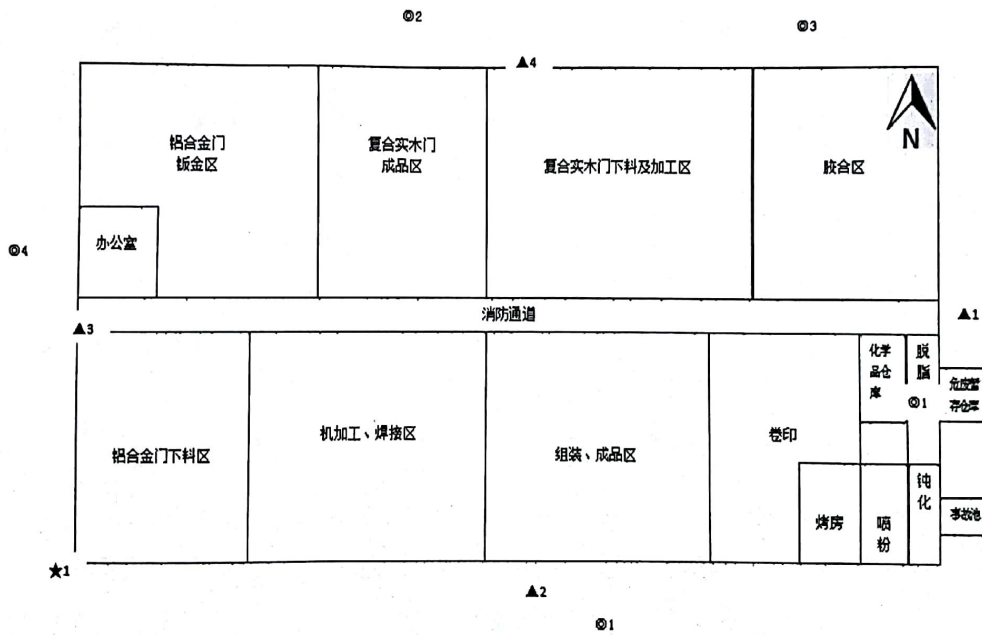 ◎2
◎3
▲4
N
铝合金门
钣金区
复合实木门
成品区
复合实木门下料及加工区
胶合区
办公室
◎4
消防通道
▲3
▲1
化学
品仓
库
脱
脂
危废暂
存仓库
◎1
铝合金门下料区
机加工、焊接区
组装、成品区
卷印
烤房
喷
粉
钝
化
事故池
★1
▲2
◎1